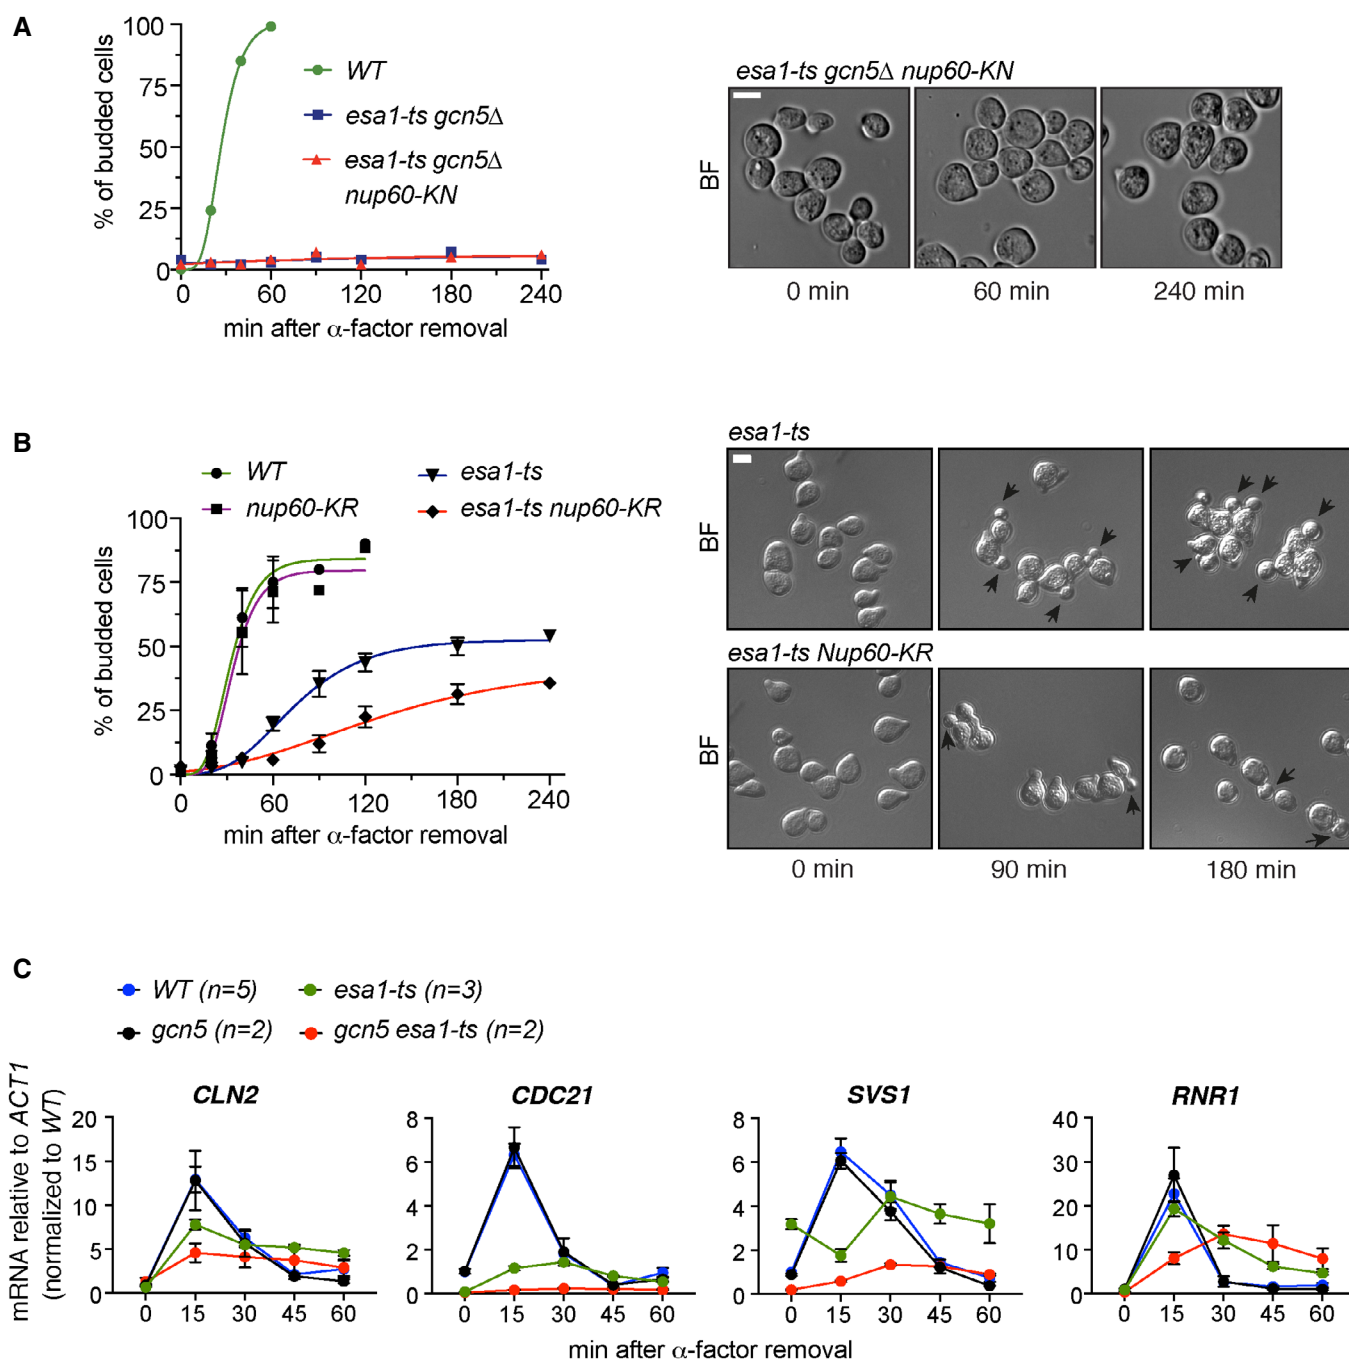 A
% of budded cells
100
75
50
25
0
0 60 120 180 240
min after α-factor removal
WT
esa1-ts gcn5Δ
esa1-ts gcn5Δ
nup60-KN
esa1-ts gcn5Δ nup60-KN
BF
0 min 60 min 240 min
B
WT
nup60-KR
esa1-ts
esa1-ts nup60-KR
% of budded cells
100
75
50
25
0
0 60 120 180 240
min after α-factor removal
esa1-ts
BF
esa1-ts Nup60-KR
BF
0 min 90 min 180 min
C
WT (n=5)
gcn5 (n=2)
esa1-ts (n=3)
gcn5 esa1-ts (n=2)
mRNA relative to ACT1
(normalized to WT)
CLN2
20
15
10
5
0
0 15 30 45 60
CDC21
8
6
4
2
0
0 15 30 45 60
SVS1
8
6
4
2
0
0 15 30 45 60
RNR1
40
30
20
10
0
0 15 30 45 60
min after α-factor removal